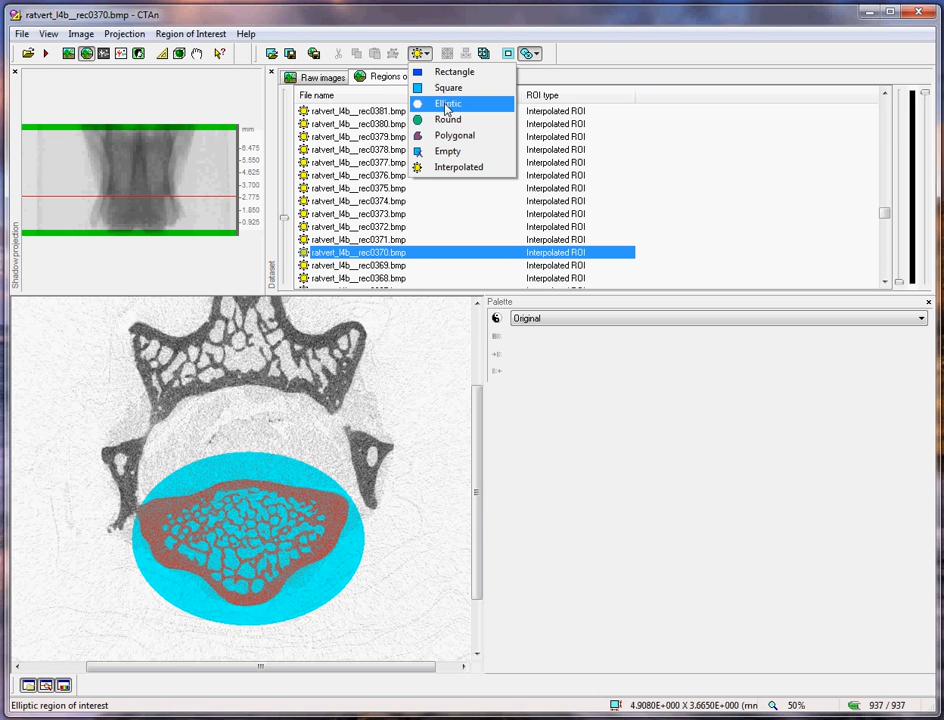 ratvert_l4b__rec0370.bmp - CTAn
File View Image Projection Region of Interest Help
Raw images Regions o
File name ROI type
ratvert_l4b__rec0381.bmp Interpolated ROI
ratvert_l4b__rec0380.bmp Interpolated ROI
ratvert_l4b__rec0379.bmp Interpolated ROI
ratvert_l4b__rec0378.bmp Interpolated ROI
ratvert_l4b__rec0377.bmp Interpolated ROI
ratvert_l4b__rec0376.bmp Interpolated ROI
ratvert_l4b__rec0375.bmp Interpolated ROI
ratvert_l4b__rec0374.bmp Interpolated ROI
ratvert_l4b__rec0373.bmp Interpolated ROI
ratvert_l4b__rec0372.bmp Interpolated ROI
ratvert_l4b__rec0371.bmp Interpolated ROI
ratvert_l4b__rec0370.bmp Interpolated ROI
ratvert_l4b__rec0369.bmp Interpolated ROI
ratvert_l4b__rec0368.bmp Interpolated ROI
Rectangle
Square
Elliptic
Round
Polygonal
Empty
Interpolated
mm
6.475
5.550
4.625
3.700
2.775
1.850
0.925
Shadow projection
Dataset
Palette
Original
Elliptic region of interest
4.9080E+000 X 3.6650E+000 (mn
50%
937 / 937